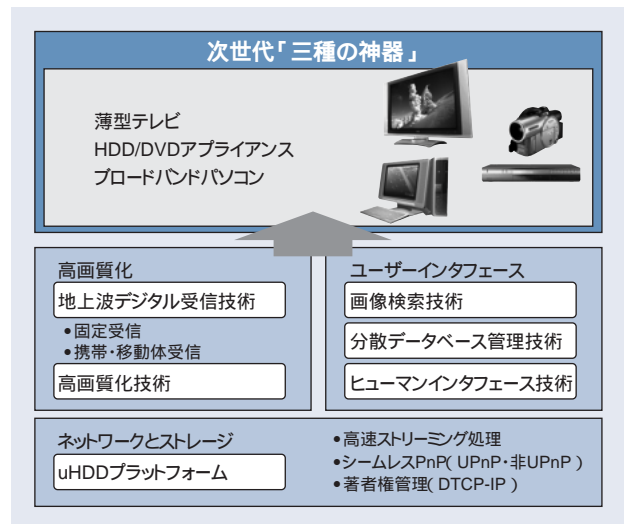 次世代「三種の神器」
薄型テレビ
HDD/DVDアプライアンス
ブロードバンドパソコン
高画質化
地上波デジタル受信技術
•固定受信
•携帯・移動体受信
高画質化技術
ユーザーインタフェース
画像検索技術
分散データベース管理技術
ヒューマンインタフェース技術
ネットワークとストレージ
uHDDプラットフォーム
•高速ストリーミング処理
•シームレスPnP( UPnP・非UPnP )
•著者権管理( DTCP-IP )